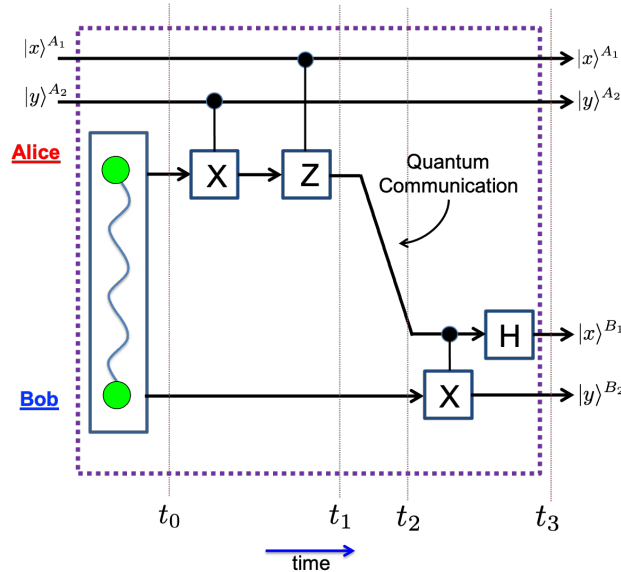 |x⟩^{A_1} |x⟩^{A_1}
|y⟩^{A_2} |y⟩^{A_2}
Alice
X Z
Quantum
Communication
H |x⟩^{B_1}
Bob X |y⟩^{B_2}
t_0 t_1 t_2 t_3
time